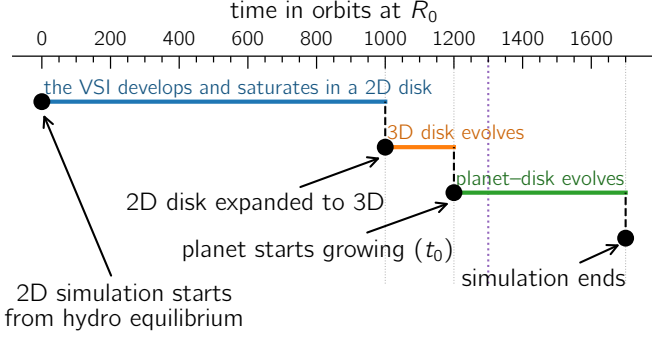 time in orbits at R₀
0 200 400 600 800 1000 1200 1400 1600
the VSI develops and saturates in a 2D disk
3D disk evolves
2D disk expanded to 3D
planet–disk evolves
planet starts growing (t₀)
simulation ends
2D simulation starts
from hydro equilibrium